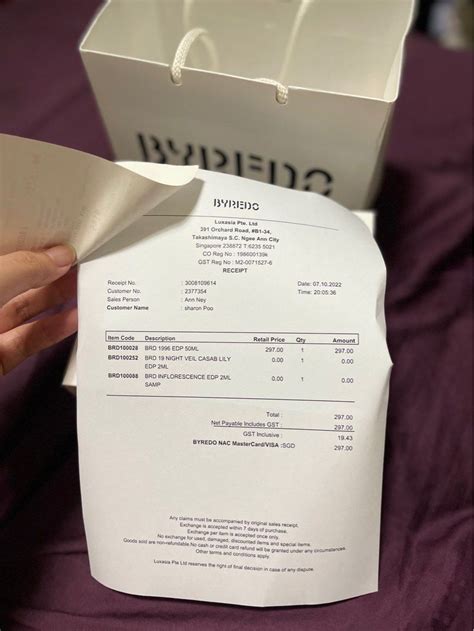 BYREDO
BYREDO
Luxasia Pte. Ltd
391 Orchard Road, #B1-34,
Takashimaya S.C. Ngee Ann City
Singapore 238872 T:6235 5021
CO Reg No : 198600139K
GST Reg No : M2-0071527-6
RECEIPT
Receipt No. : 3008109614 Date: 07.10.2022
Customer No. : 2377354 Time: 20:05:36
Sales Person : Ann Ney
Customer Name : sharon Poo
Item Code Description Retail Price Qty Amount
BRD100028 BRD 1996 EDP 50ML 297.00 1 297.00
BRD100252 BRD 19 NIGHT VEIL CASAB LILY 0.00 1 0.00
EDP 2ML
BRD100088 BRD INFLORESCENCE EDP 2ML 0.00 1 0.00
SAMP
Total : 297.00
Net Payable Includes GST : 297.00
GST Inclusive : 19.43
BYREDO NAC MasterCard/VISA :SGD 297.00
Any claims must be accompanied by original sales receipt.
Exchange is accepted within 7 days of purchase.
Exchange per item is accepted once only.
No exchange for used, damaged, discounted items and special items.
Goods sold are non-refundable.No cash or credit card refund will be granted under any circumstances.
Other terms and conditions apply.
Luxasia Pte Ltd reserves the right of final decision in case of any dispute.